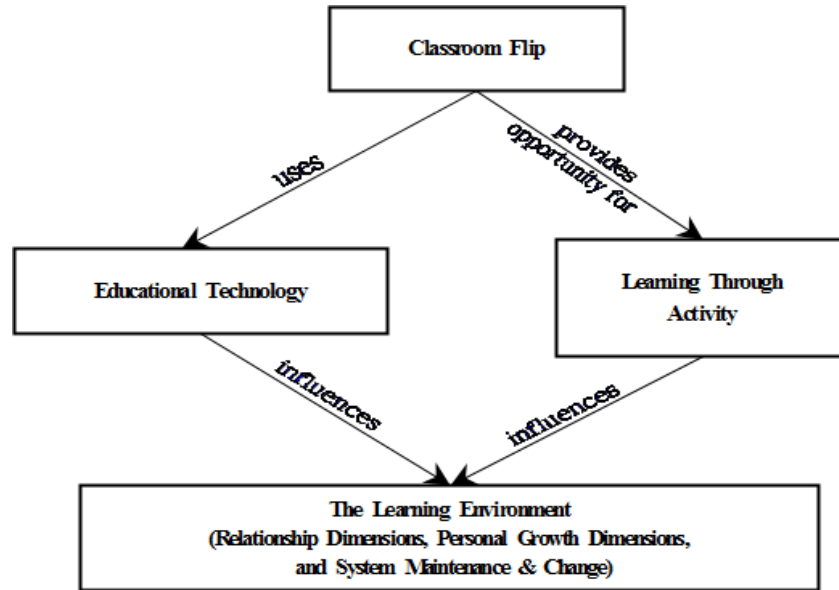 Classroom Flip
uses
provides
opportunity for
Educational Technology
Learning Through
Activity
influences
influences
The Learning Environment
(Relationship Dimensions, Personal Growth Dimensions,
and System Maintenance & Change)